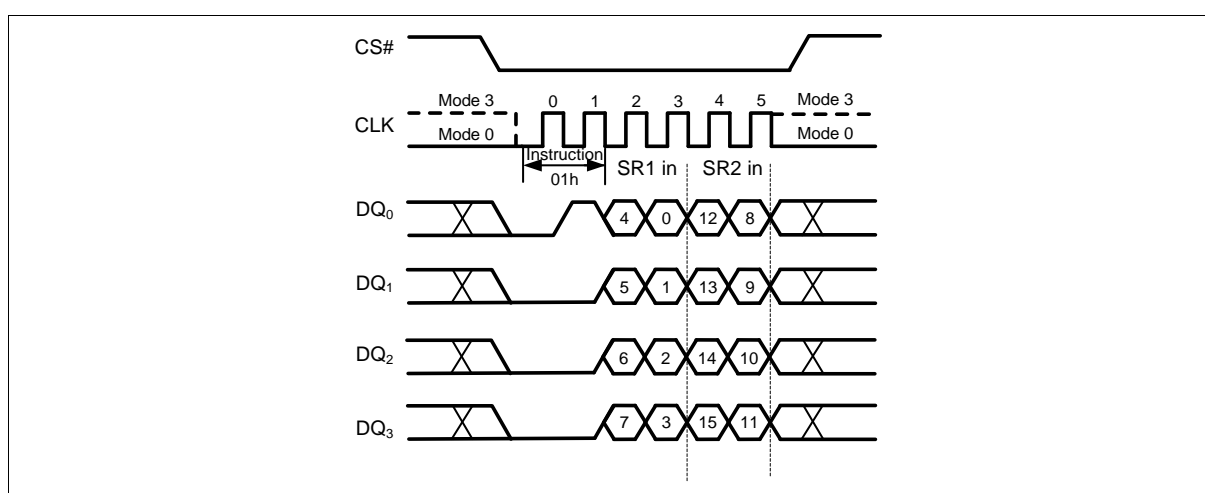 CS#
Mode 3 0 1 2 3 4 5 Mode 3
CLK
Mode 0 Mode 0
Instruction
01h
SR1 in SR2 in
DQ0 4 0 12 8
DQ1 5 1 13 9
DQ2 6 2 14 10
DQ3 7 3 15 11